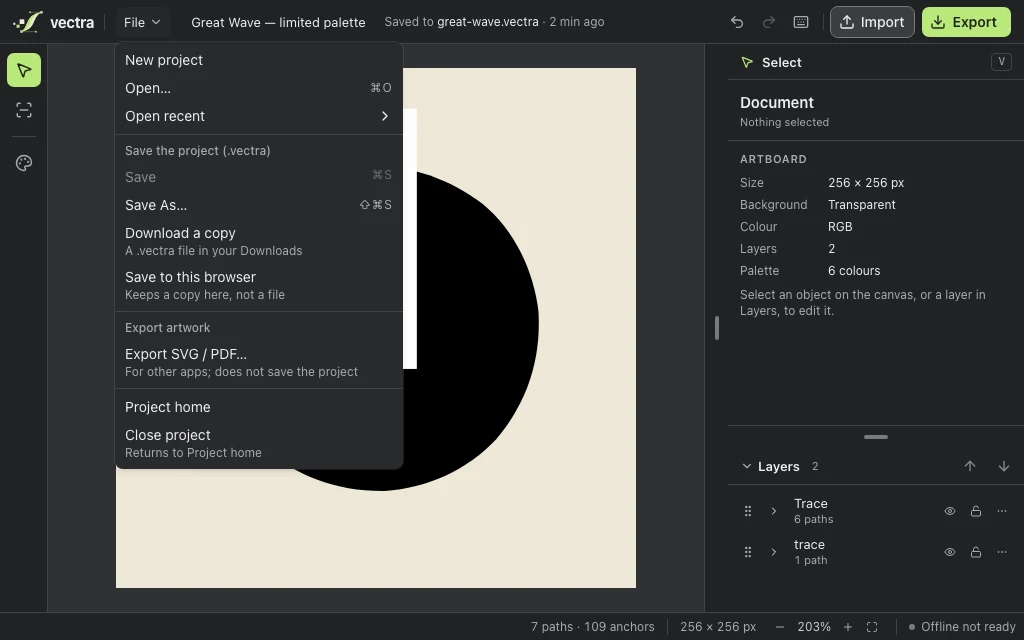 vectra
File
Great Wave — limited palette
Saved to great-wave.vectra · 2 min ago
Import
Export
New project
Open... ⌘O
Open recent
Save the project (.vectra)
Save ⌘S
Save As... ⇧⌘S
Download a copy
A .vectra file in your Downloads
Save to this browser
Keeps a copy here, not a file
Export artwork
Export SVG / PDF...
For other apps; does not save the project
Project home
Close project
Returns to Project home
Select V
Document
Nothing selected
ARTBOARD
Size 256 × 256 px
Background Transparent
Colour RGB
Layers 2
Palette 6 colours
Select an object on the canvas, or a layer in
Layers, to edit it.
Layers 2
Trace
6 paths
trace
1 path
7 paths · 109 anchors
256 × 256 px
203%
Offline not ready